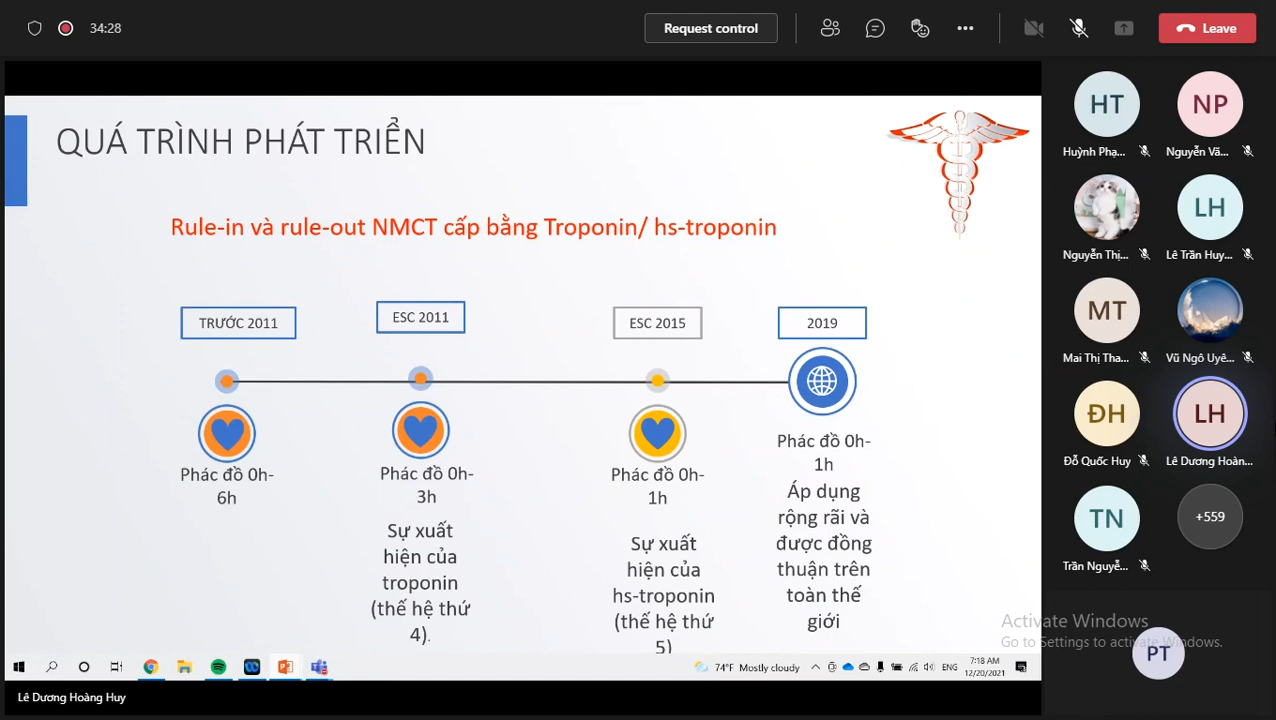 34:28
Request control
Leave
QUÁ TRÌNH PHÁT TRIỂN
Rule-in và rule-out NMCT cấp bằng Troponin/ hs-troponin
TRƯỚC 2011
ESC 2011
ESC 2015
2019
Phác đồ 0h-
6h
Phác đồ 0h-
3h
Sự xuất
hiện của
troponin
(thế hệ thứ
4).
Phác đồ 0h-
1h
Sự xuất
hiện của
hs-troponin
(thế hệ thứ
5)
Phác đồ 0h-
1h
Áp dụng
rộng rãi và
được đồng
thuận trên
toàn thế
giới
HT
Huỳnh Phạ...
NP
Nguyễn Vă...
Nguyễn Thị...
LH
Lê Trần Huy...
MT
Mai Thị Tha...
Vũ Ngô Uyê...
ĐH
Đỗ Quốc Huy
LH
Lê Dương Hoàn...
TN
Trần Nguyễ...
+559
Activate Windows
Go to Settings to activate Windows.
PT
74°F Mostly cloudy
ENG
7:18 AM
12/20/2021
Lê Dương Hoàng Huy